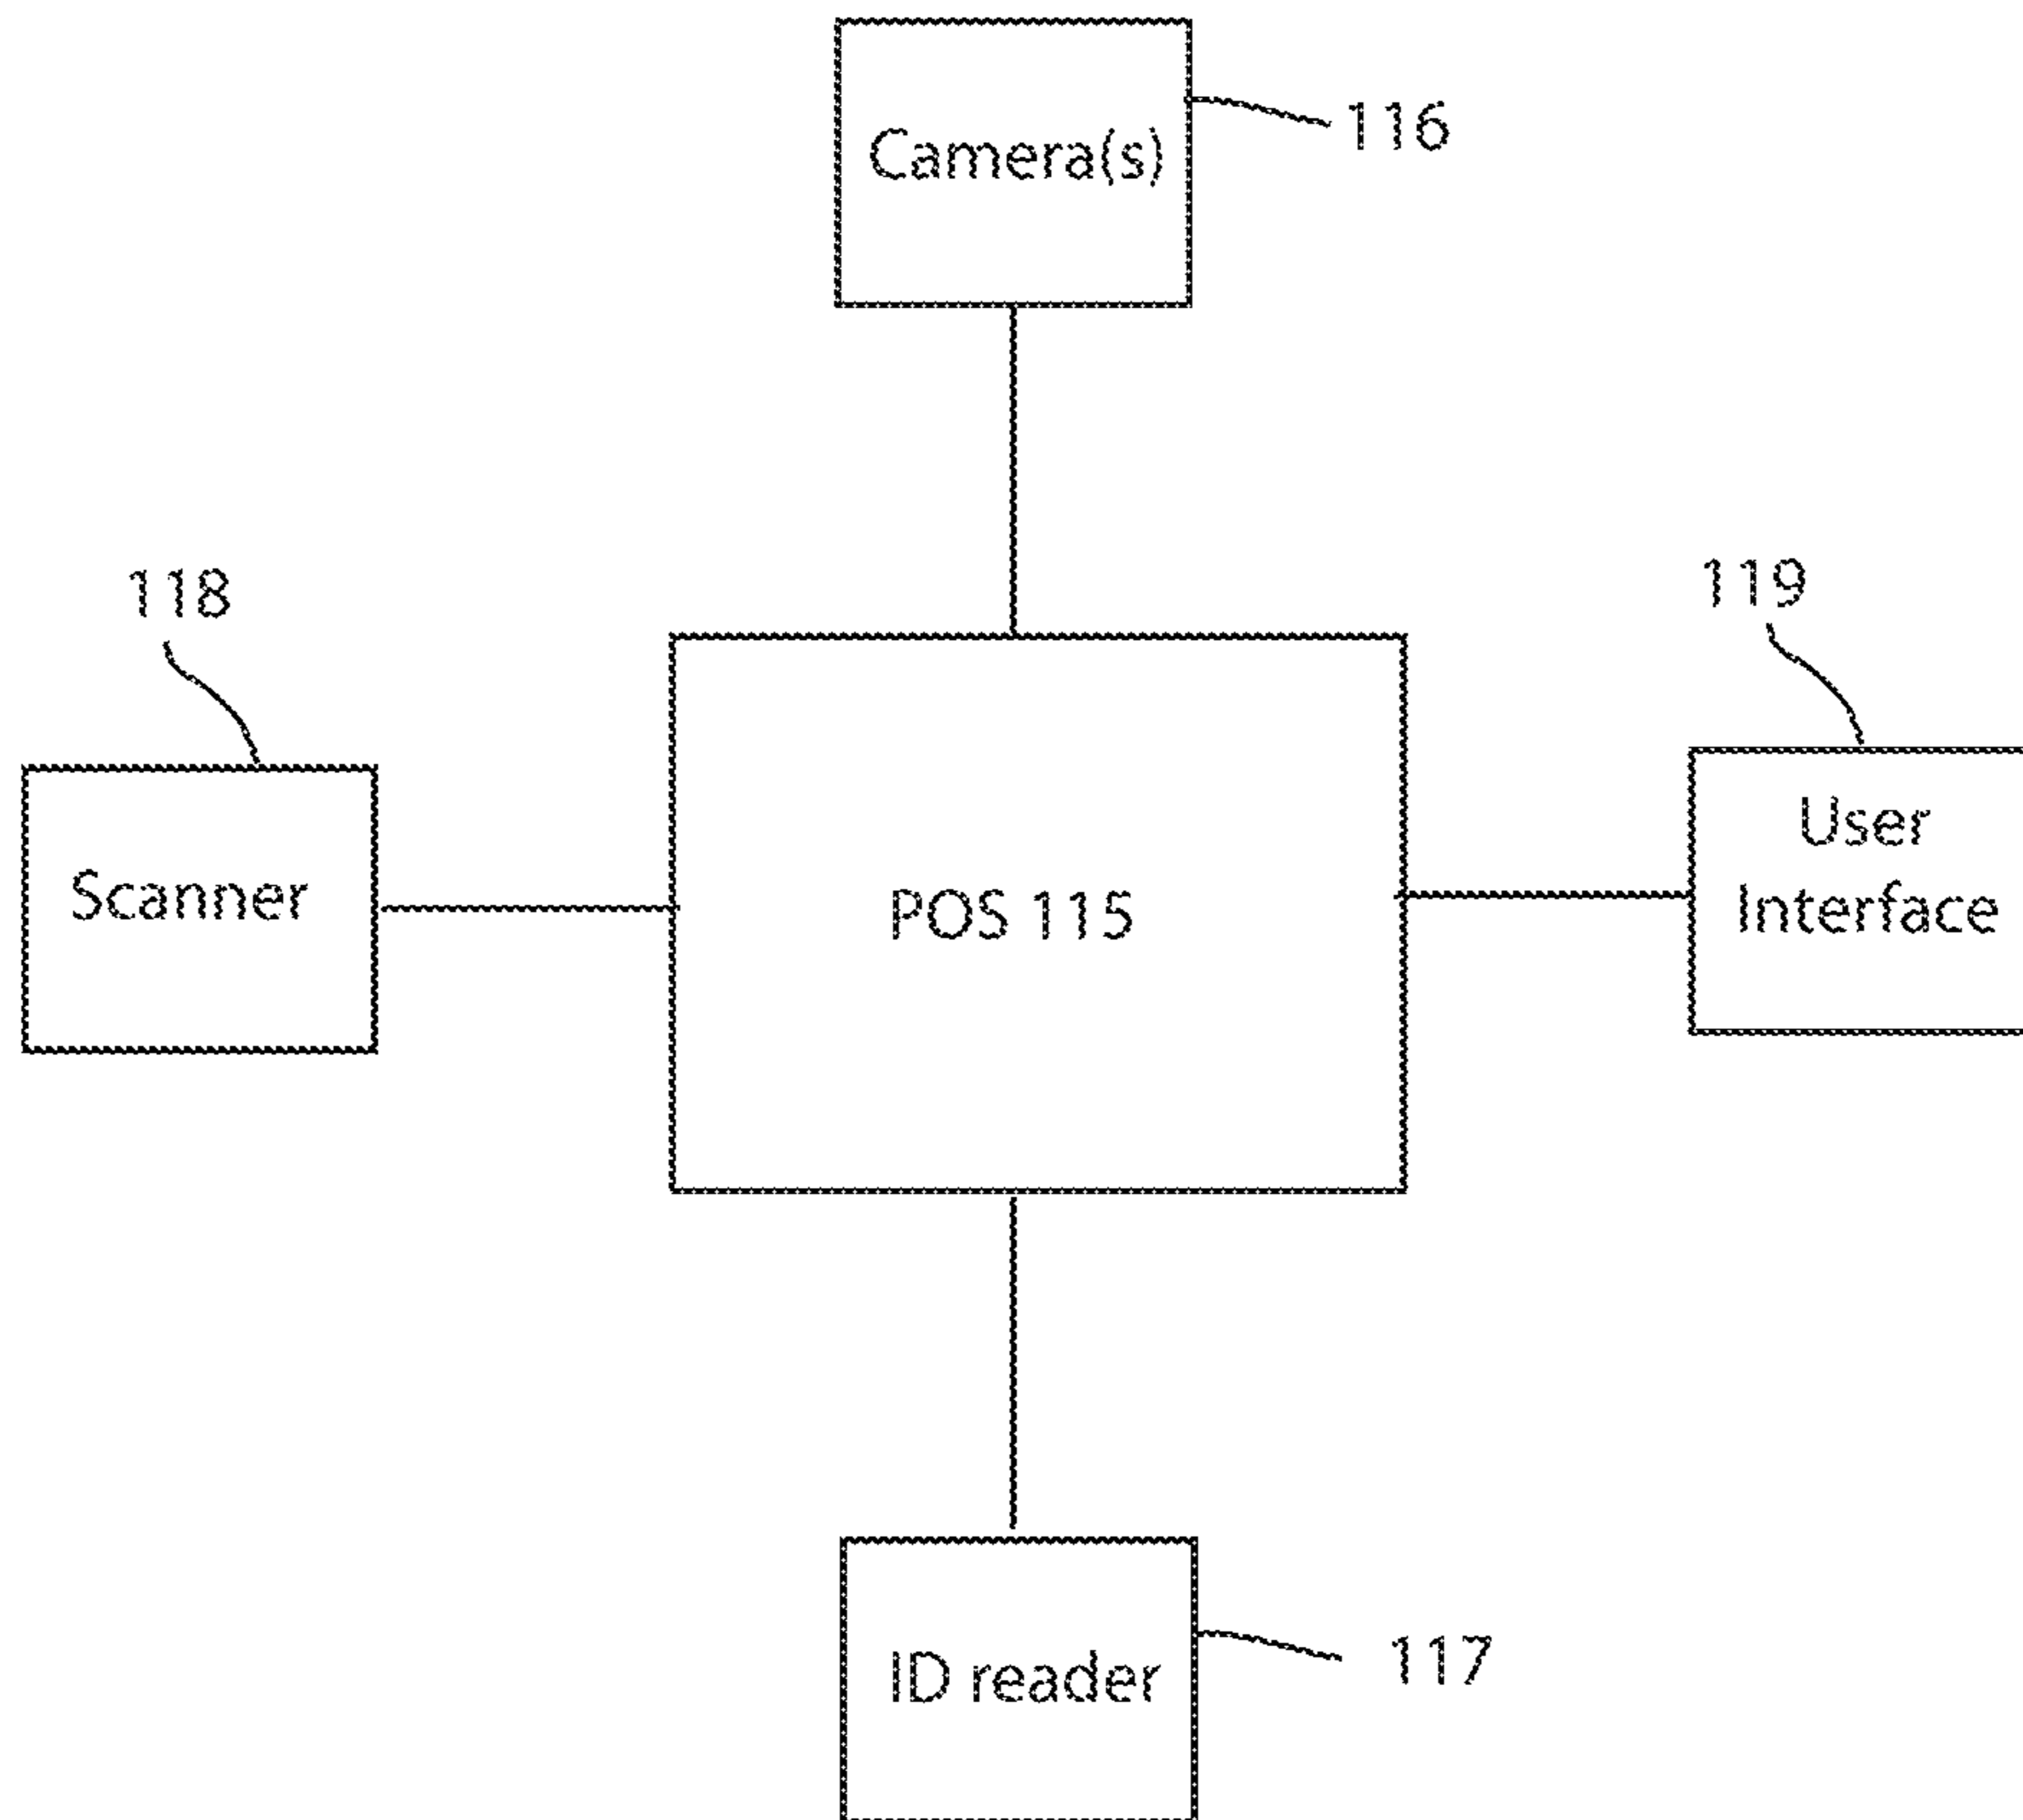 Camera(s)
116
118
119
Scanner
POS 115
User
Interface
ID reader
117